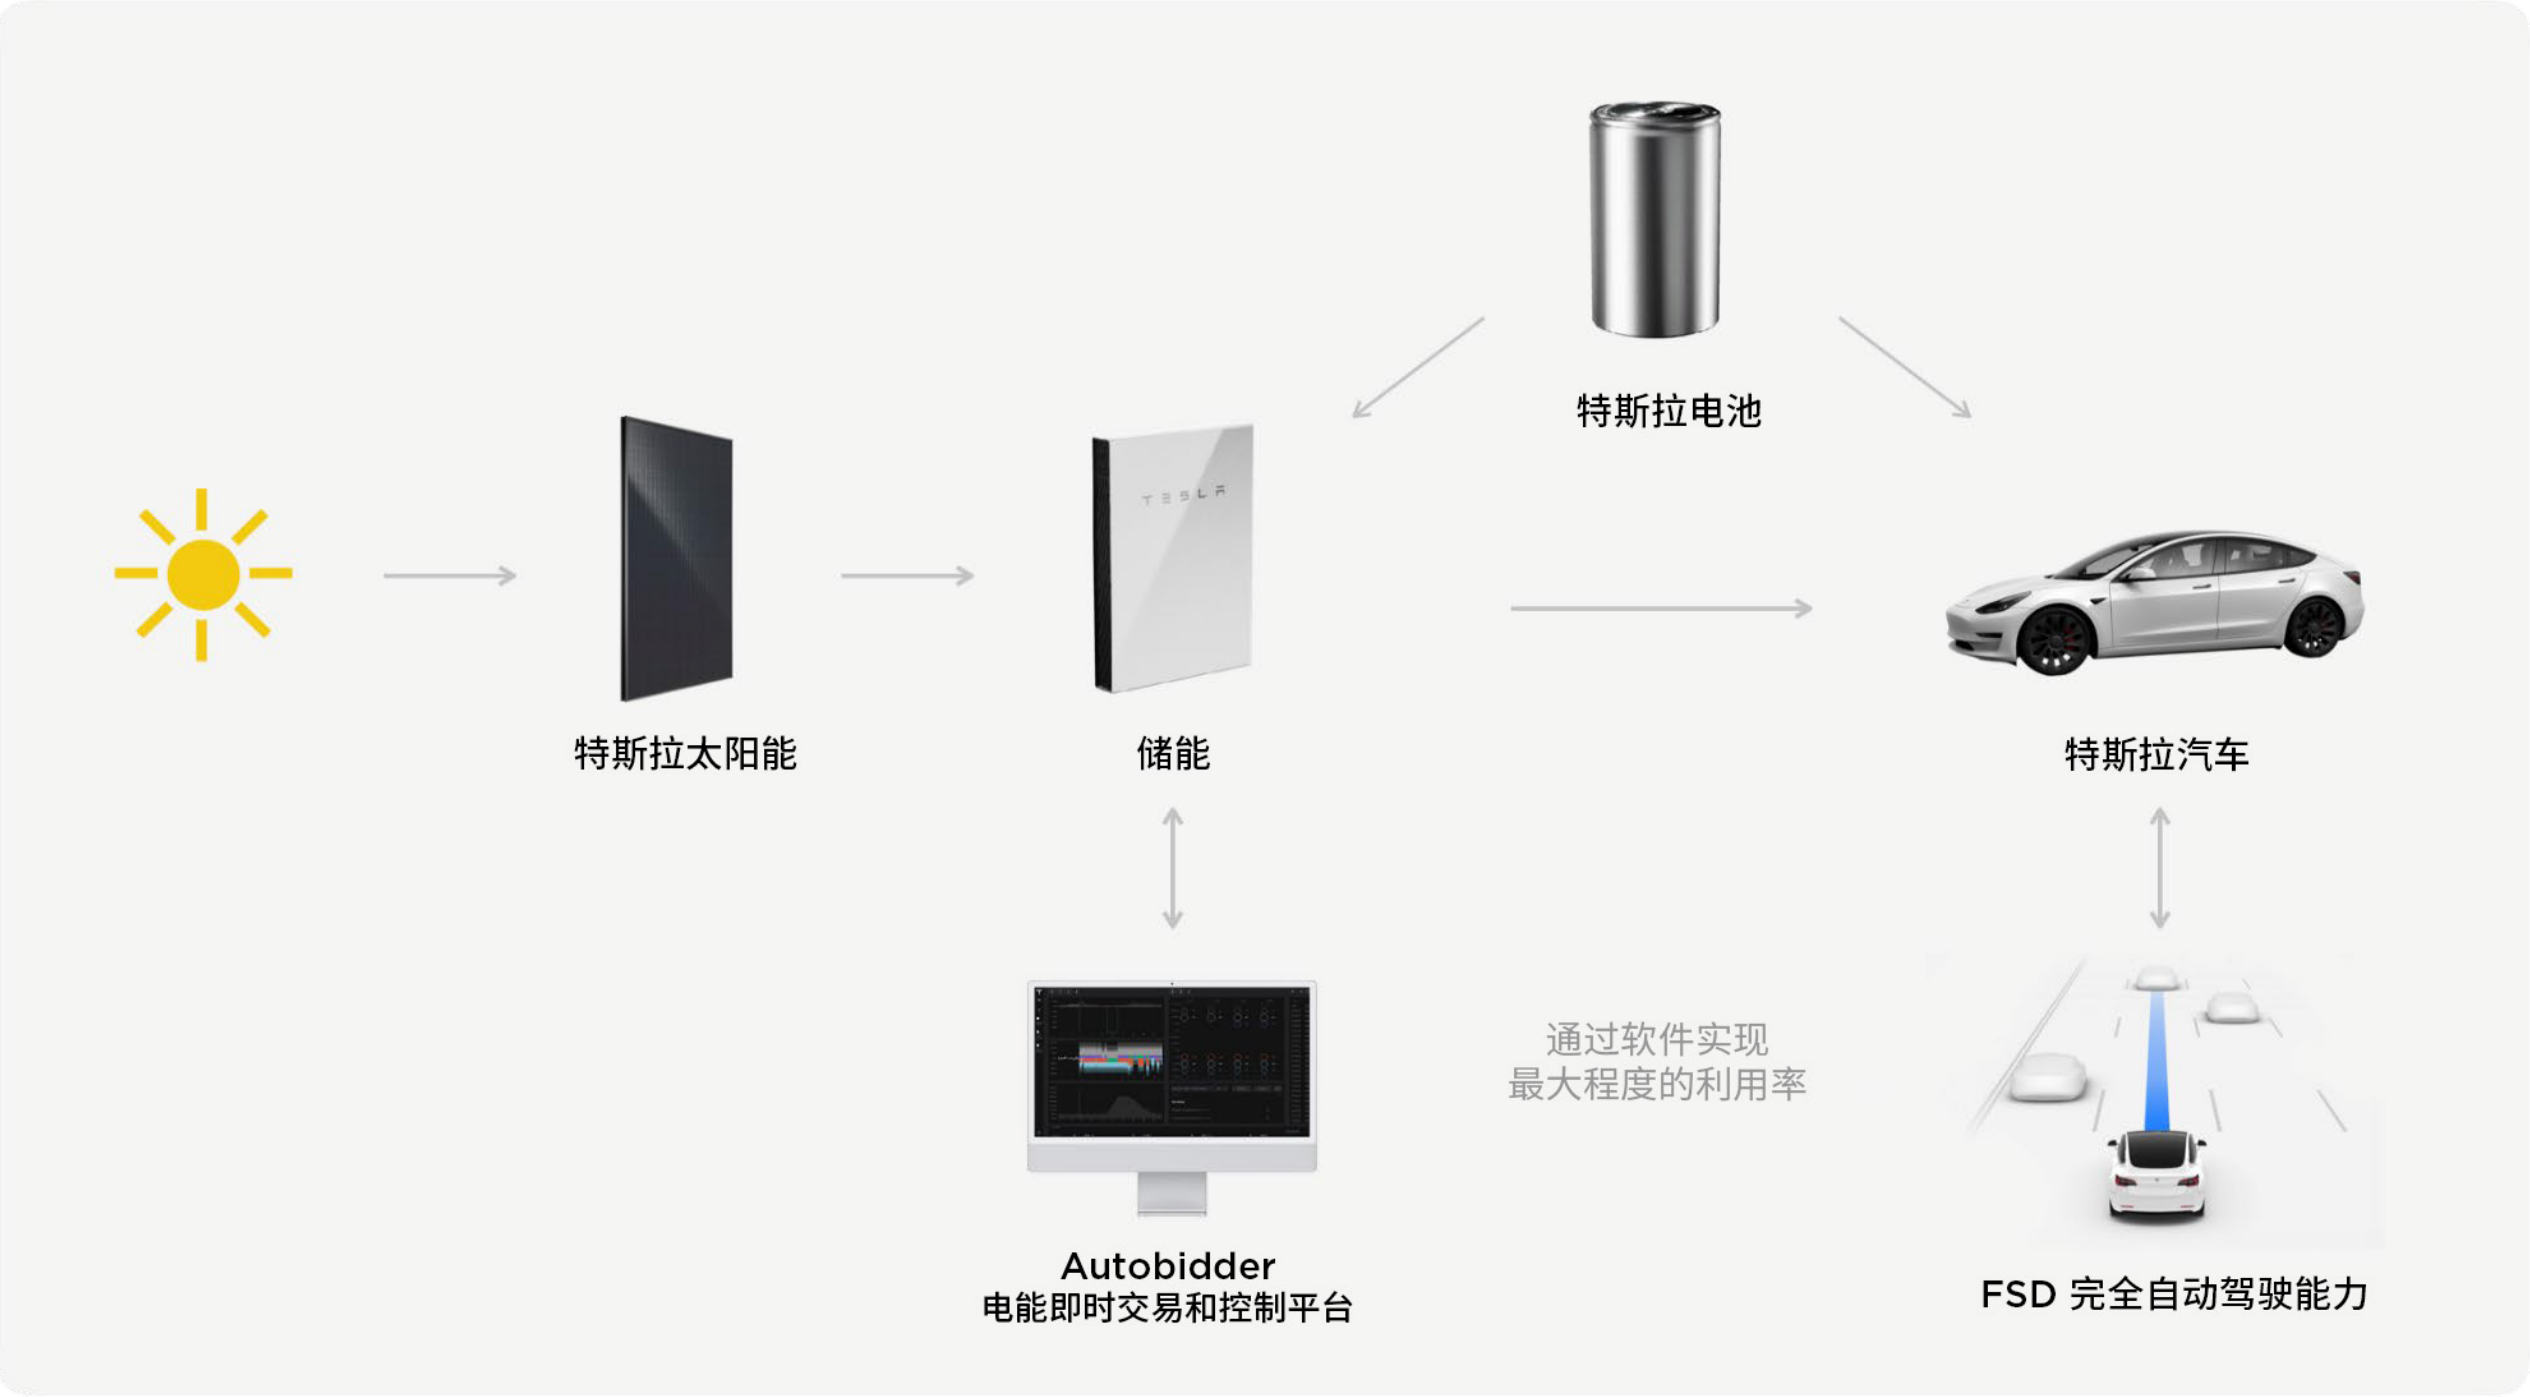 特斯拉电池
TESLA
特斯拉太阳能
储能
特斯拉汽车
通过软件实现
最大程度的利用率
Autobidder
电能即时交易和控制平台
FSD 完全自动驾驶能力